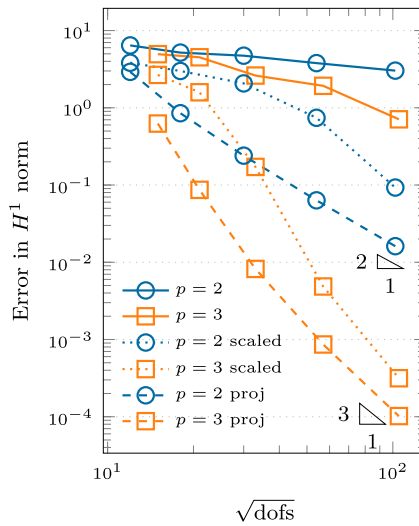 10^1
10^0
10^−1
10^−2
10^−3
10^−4
Error in H^1 norm
p = 2
p = 3
p = 2 scaled
p = 3 scaled
p = 2 proj
p = 3 proj
2
1
3
1
10^1
10^2
√dofs